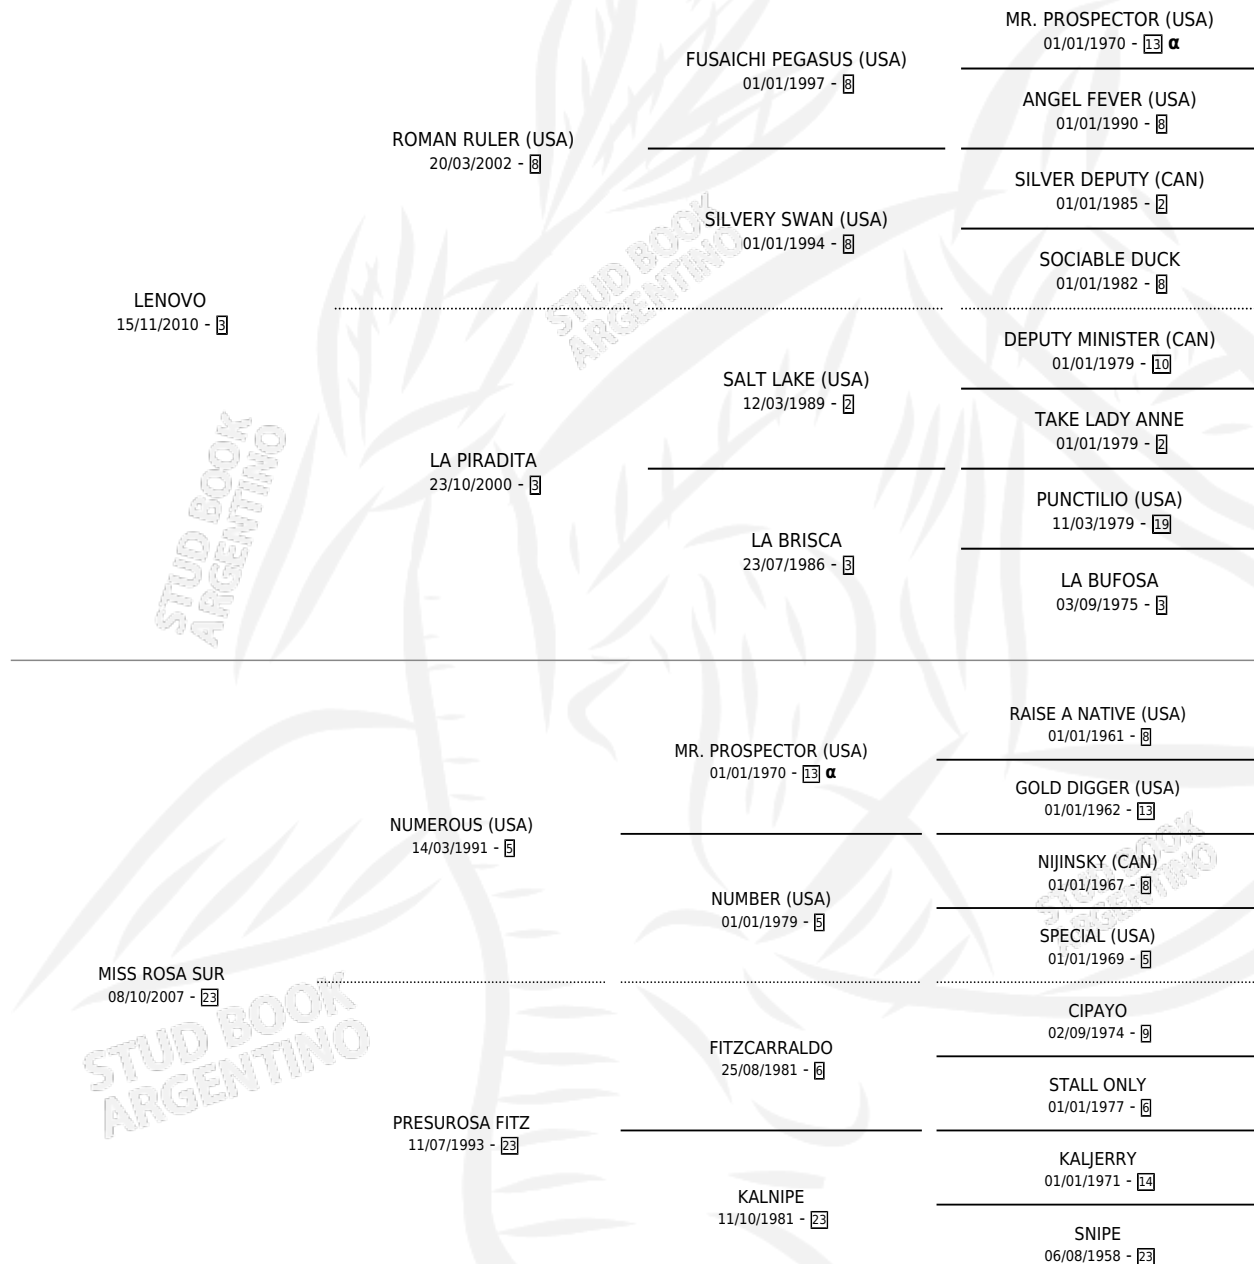 MR. PROSPECTOR (USA)
01/01/1970 - 13 α
FUSAICHI PEGASUS (USA)
01/01/1997 - 8
ANGEL FEVER (USA)
01/01/1990 - 8
ROMAN RULER (USA)
20/03/2002 - 8
SILVER DEPUTY (CAN)
01/01/1985 - 2
SILVERY SWAN (USA)
01/01/1994 - 8
SOCIABLE DUCK
01/01/1982 - 8
LENOVO
15/11/2010 - 3
STUD BOOK
ARGENTINO
DEPUTY MINISTER (CAN)
01/01/1979 - 10
SALT LAKE (USA)
12/03/1989 - 2
TAKE LADY ANNE
01/01/1979 - 2
LA PIRADITA
23/10/2000 - 3
PUNCTILIO (USA)
11/03/1979 - 19
LA BRISCA
23/07/1986 - 3
LA BUFOSA
03/09/1975 - 3
STUD BOOK
ARGENTINO
RAISE A NATIVE (USA)
01/01/1961 - 8
MR. PROSPECTOR (USA)
01/01/1970 - 13 α
GOLD DIGGER (USA)
01/01/1962 - 13
NUMEROUS (USA)
14/03/1991 - 5
NIJINSKY (CAN)
01/01/1967 - 8
STUD BOOK
ARGENTINO
NUMBER (USA)
01/01/1979 - 5
SPECIAL (USA)
01/01/1969 - 5
MISS ROSA SUR
08/10/2007 - 23
STUD BOOK
ARGENTINO
CIPAYO
02/09/1974 - 9
FITZCARRALDO
25/08/1981 - 6
STALL ONLY
01/01/1977 - 6
PRESUROSA FITZ
11/07/1993 - 23
KALJERRY
01/01/1971 - 14
KALNIPE
11/10/1981 - 23
SNIPE
06/08/1958 - 23